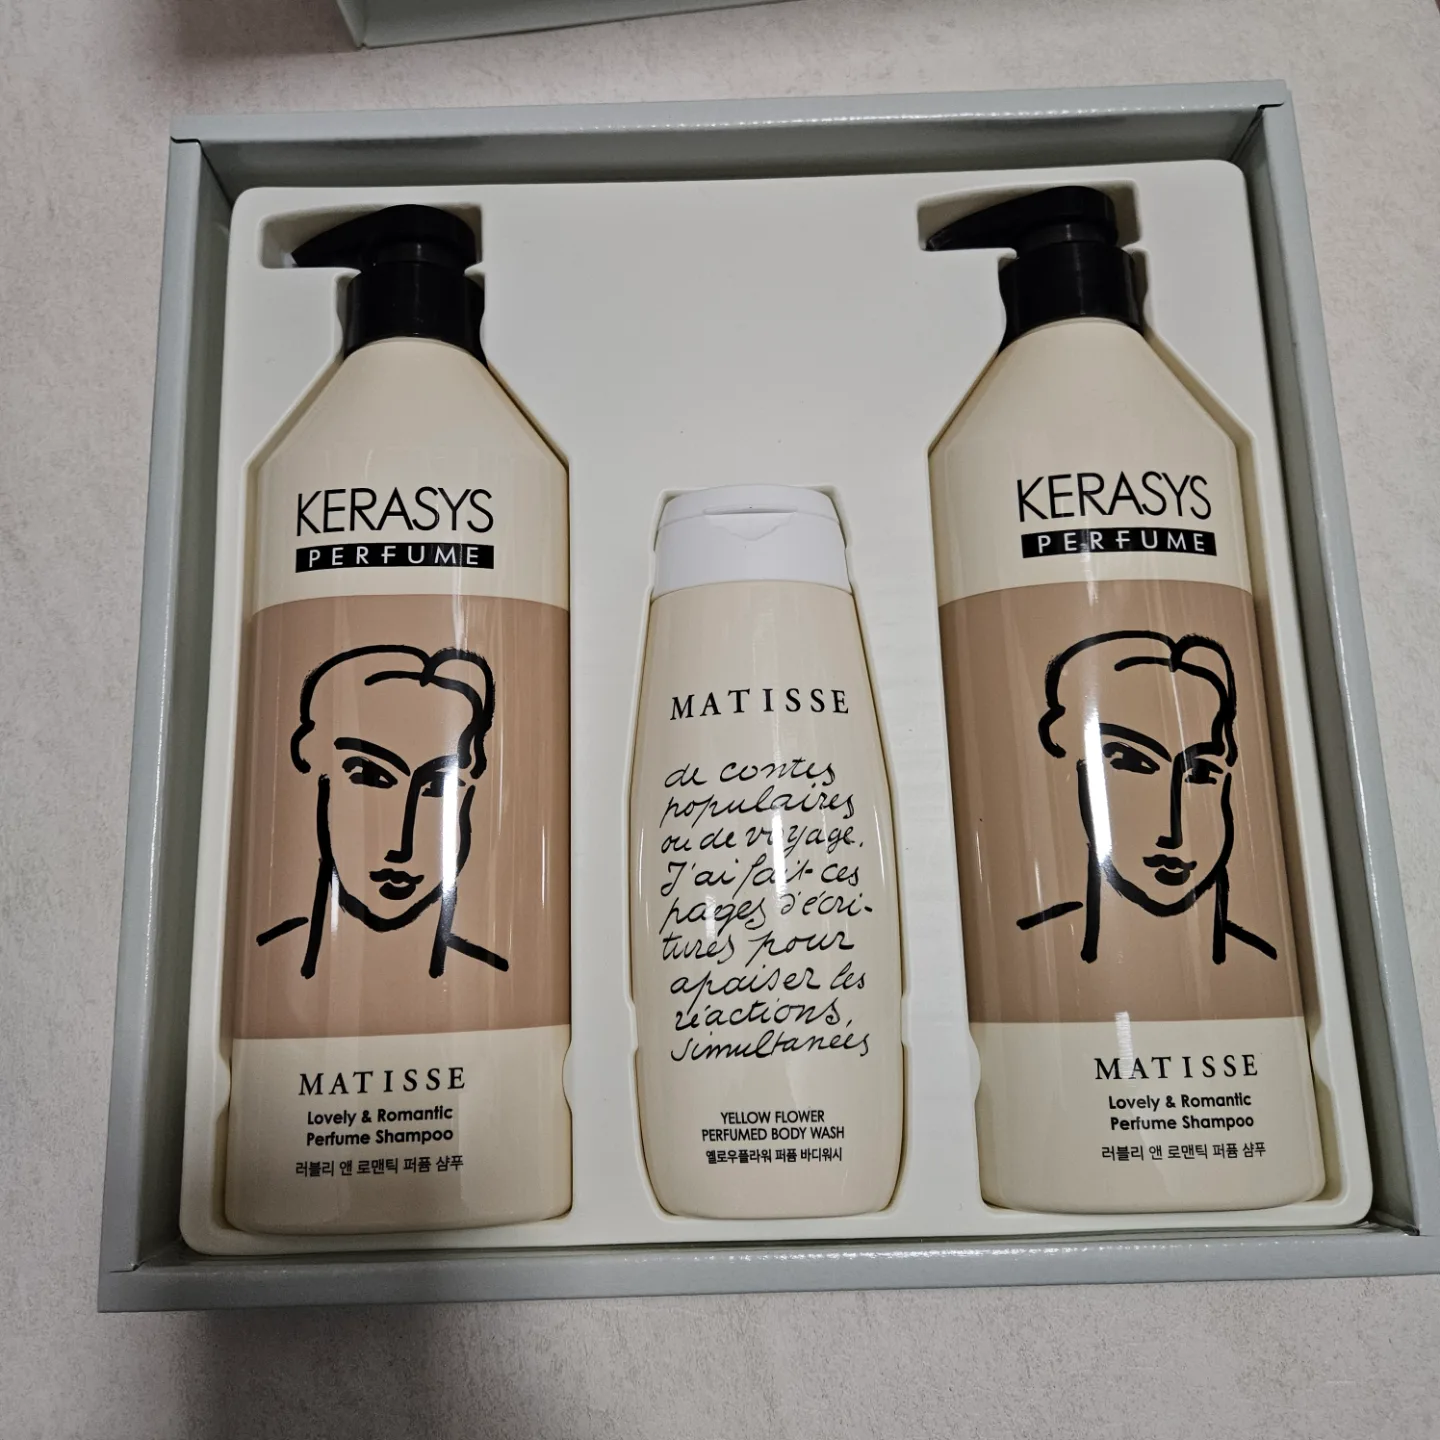 KERASYS
PERFUME
MATISSE
Lovely & Romantic
Perfume Shampoo
러블리 앤 로맨틱 퍼퓸 샴푸
MATISSE
de contes
populaires
ou de voyage.
J'ai fait ces
pages d'écri-
tures pour
apaiser les
réactions,
simultanées
YELLOW FLOWER
PERFUMED BODY WASH
옐로우플라워 퍼퓸 바디워시
KERASYS
PERFUME
MATISSE
Lovely & Romantic
Perfume Shampoo
러블리 앤 로맨틱 퍼퓸 샴푸